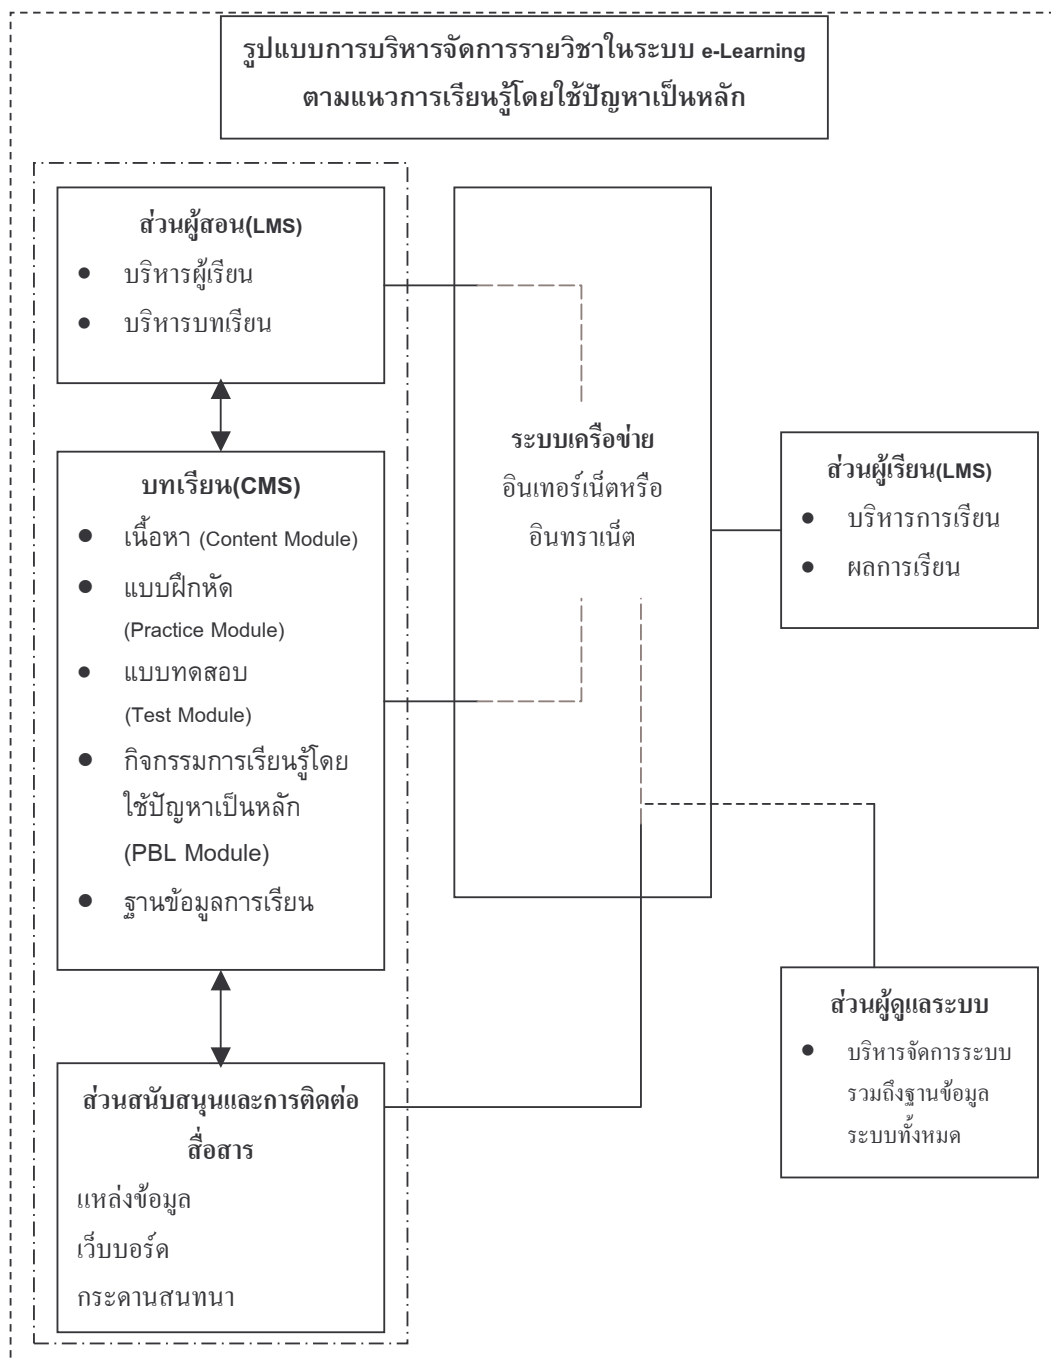 รูปแบบการบริหารจัดการรายวิชาในระบบ e-Learning
ตามแนวการเรียนรู้โดยใช้ปัญหาเป็นหลัก
ส่วนผู้สอน(LMS)
● บริหารผู้เรียน
● บริหารบทเรียน
บทเรียน(CMS)
● เนื้อหา (Content Module)
● แบบฝึกหัด
(Practice Module)
● แบบทดสอบ
(Test Module)
● กิจกรรมการเรียนรู้โดย
ใช้ปัญหาเป็นหลัก
(PBL Module)
● ฐานข้อมูลการเรียน
ส่วนสนับสนุนและการติดต่อ
สื่อสาร
แหล่งข้อมูล
เว็บบอร์ด
กระดานสนทนา
ระบบเครือข่าย
อินเทอร์เน็ตหรือ
อินทราเน็ต
ส่วนผู้เรียน(LMS)
● บริหารการเรียน
● ผลการเรียน
ส่วนผู้ดูแลระบบ
● บริหารจัดการระบบ
รวมถึงฐานข้อมูล
ระบบทั้งหมด